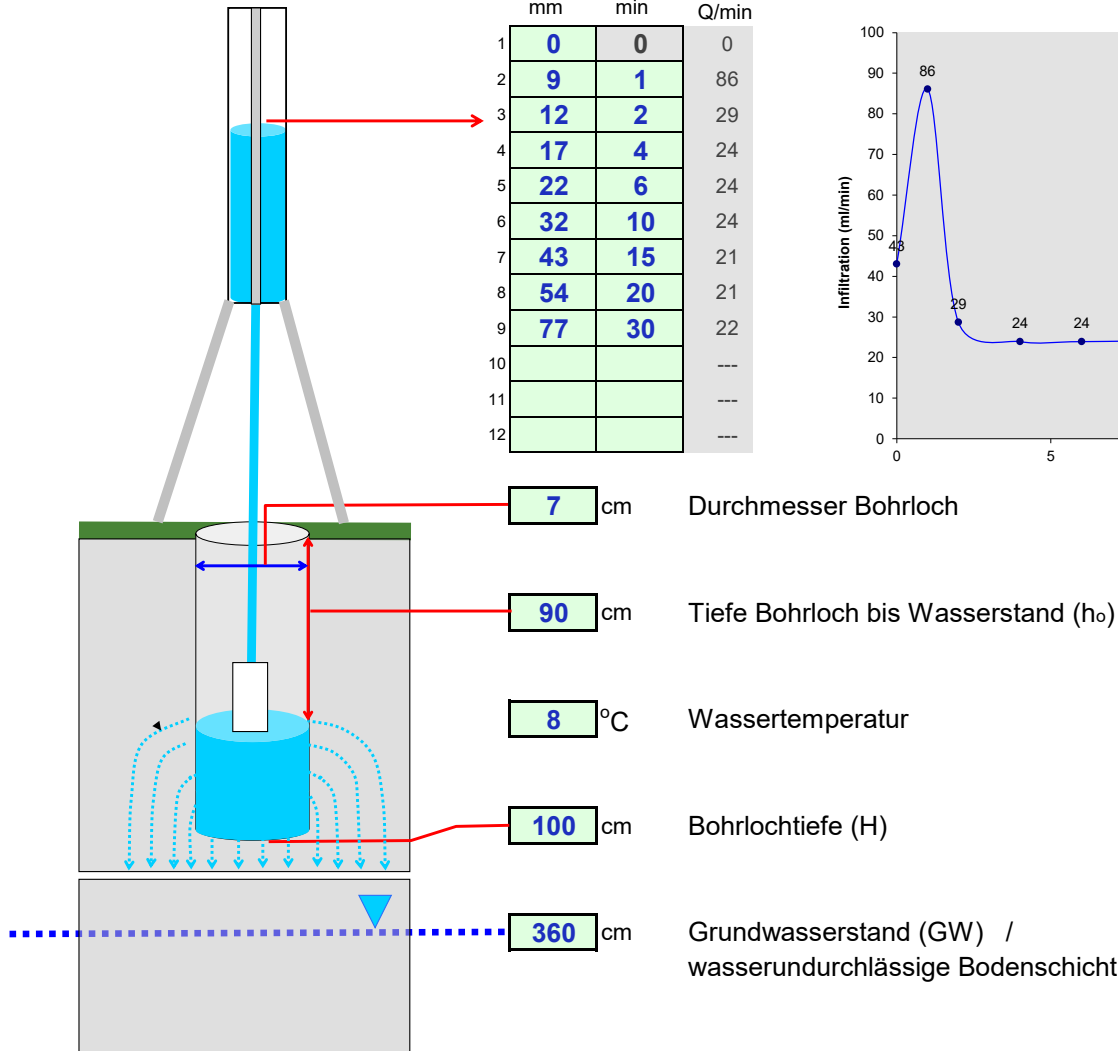 mm min Q/min
1 0 0 0
2 9 1 86
3 12 2 29
4 17 4 24
5 22 6 24
6 32 10 24
7 43 15 21
8 54 20 21
9 77 30 22
10 ---
11 ---
12 ---
Infiltration (ml/min)
100
90
80
70
60
50
40
30
20
10
0
0 5
43
86
29
24
24
7 cm Durchmesser Bohrloch
90 cm Tiefe Bohrloch bis Wasserstand (ho)
8 °C Wassertemperatur
100 cm Bohrlochtiefe (H)
360 cm Grundwasserstand (GW) /
wasserundurchlässige Bodenschicht